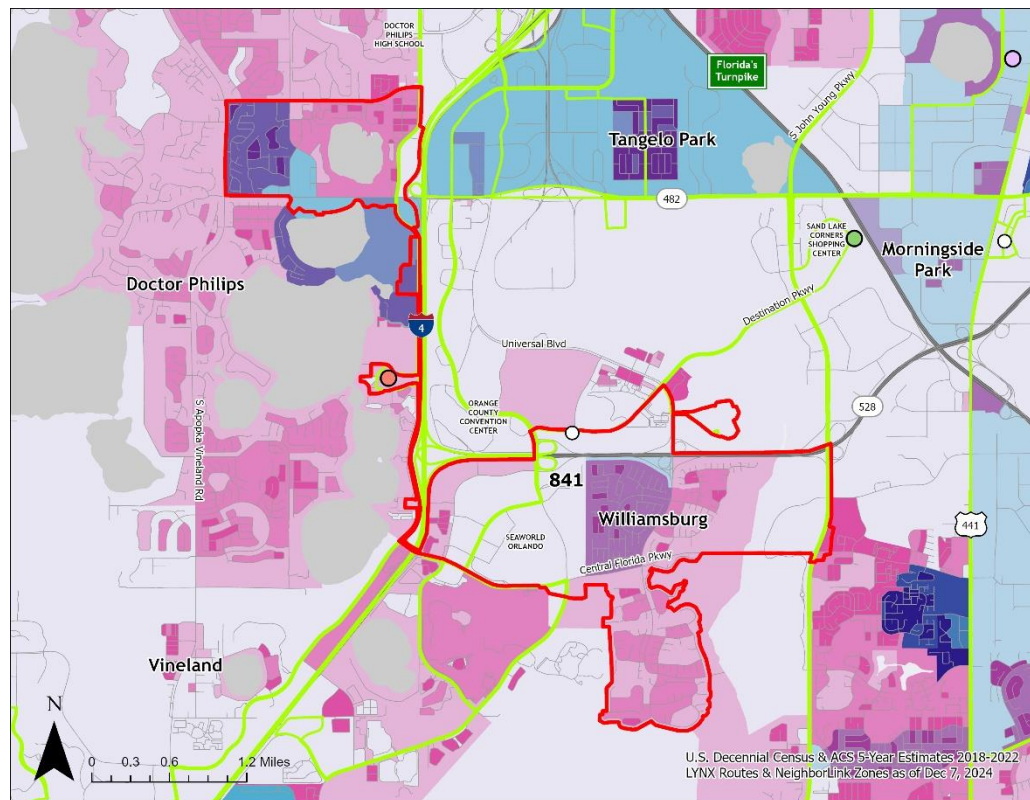 DOCTOR
PHILIPS
HIGH SCHOOL
Florida's
Turnpike
S John Young Pkwy
Tangelo Park
482
SAND LAKE
CORNERS
SHOPPING
CENTER
Morningside
Park
Doctor Philips
Destination Pkwy
4
Universal Blvd
S Apopka Vineland Rd
ORANGE
COUNTY
CONVENTION
CENTER
528
841
Williamsburg
441
SEAWORLD
ORLANDO
Central Florida Pkwy
Vineland
N
0 0.3 0.6 1.2 Miles
U.S. Decennial Census & ACS 5-Year Estimates 2018-2022
LYNX Routes & NeighborLink Zones as of Dec 7, 2024